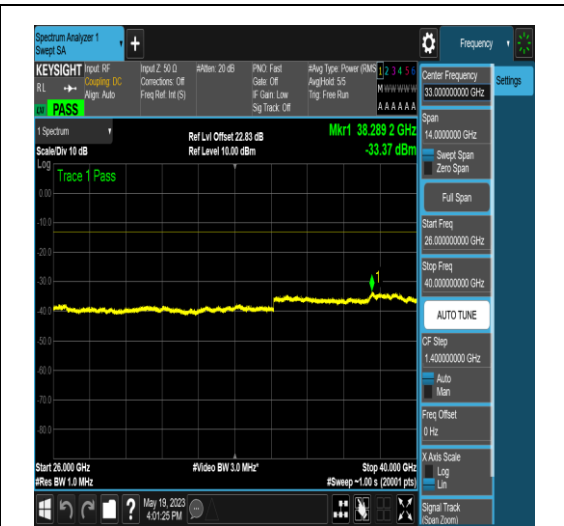 Spectrum Analyzer 1
Swept SA
Frequency
KEYSIGHT
RL
PASS
Input: RF
Coupling: DC
Align: Auto
Input Z: 50 Ω
Corrections: Off
Freq Ref: Int (S)
#Atten: 20 dB
PNO: Fast
Gate: Off
IF Gain: Low
Sig Track: Off
#Avg Type: Power (RMS
Avg|Hold: 5/5
Trig: Free Run
1 2 3 4 5 6
M W W W W W
A A A A A A
1 Spectrum
Scale/Div 10 dB
Ref Lvl Offset 22.83 dB
Ref Level 10.00 dBm
Mkr1 38.289 2 GHz
-33.37 dBm
Log
Trace 1 Pass
0.00
-10.0
-20.0
-30.0
-40.0
-50.0
-60.0
-70.0
-80.0
1
Start 26.000 GHz
#Res BW 1.0 MHz
#Video BW 3.0 MHz*
Stop 40.000 GHz
#Sweep ~1.00 s (20001 pts)
May 19, 2023
4:01:25 PM
Center Frequency
33.000000000 GHz
Settings
Span
14.0000000 GHz
Swept Span
Zero Span
Full Span
Start Freq
26.000000000 GHz
Stop Freq
40.000000000 GHz
AUTO TUNE
CF Step
1.400000000 GHz
Auto
Man
Freq Offset
0 Hz
X Axis Scale
Log
Lin
Signal Track
(Span Zoom)